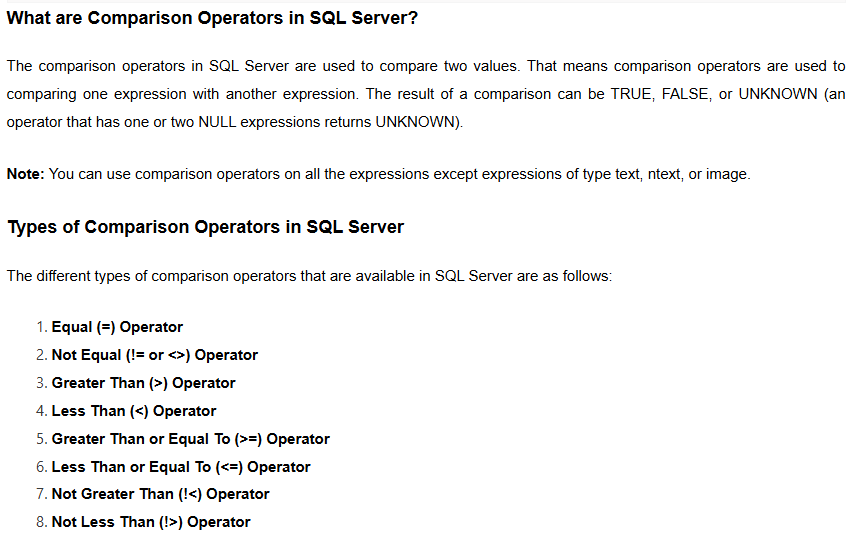 What are Comparison Operators in SQL Server?
The comparison operators in SQL Server are used to compare two values. That means comparison operators are used to
comparing one expression with another expression. The result of a comparison can be TRUE, FALSE, or UNKNOWN (an
operator that has one or two NULL expressions returns UNKNOWN).
Note: You can use comparison operators on all the expressions except expressions of type text, ntext, or image.
Types of Comparison Operators in SQL Server
The different types of comparison operators that are available in SQL Server are as follows:
1. Equal (=) Operator
2. Not Equal (!= or <>) Operator
3. Greater Than (>) Operator
4. Less Than (<) Operator
5. Greater Than or Equal To (>=) Operator
6. Less Than or Equal To (<=) Operator
7. Not Greater Than (!<) Operator
8. Not Less Than (!>) Operator